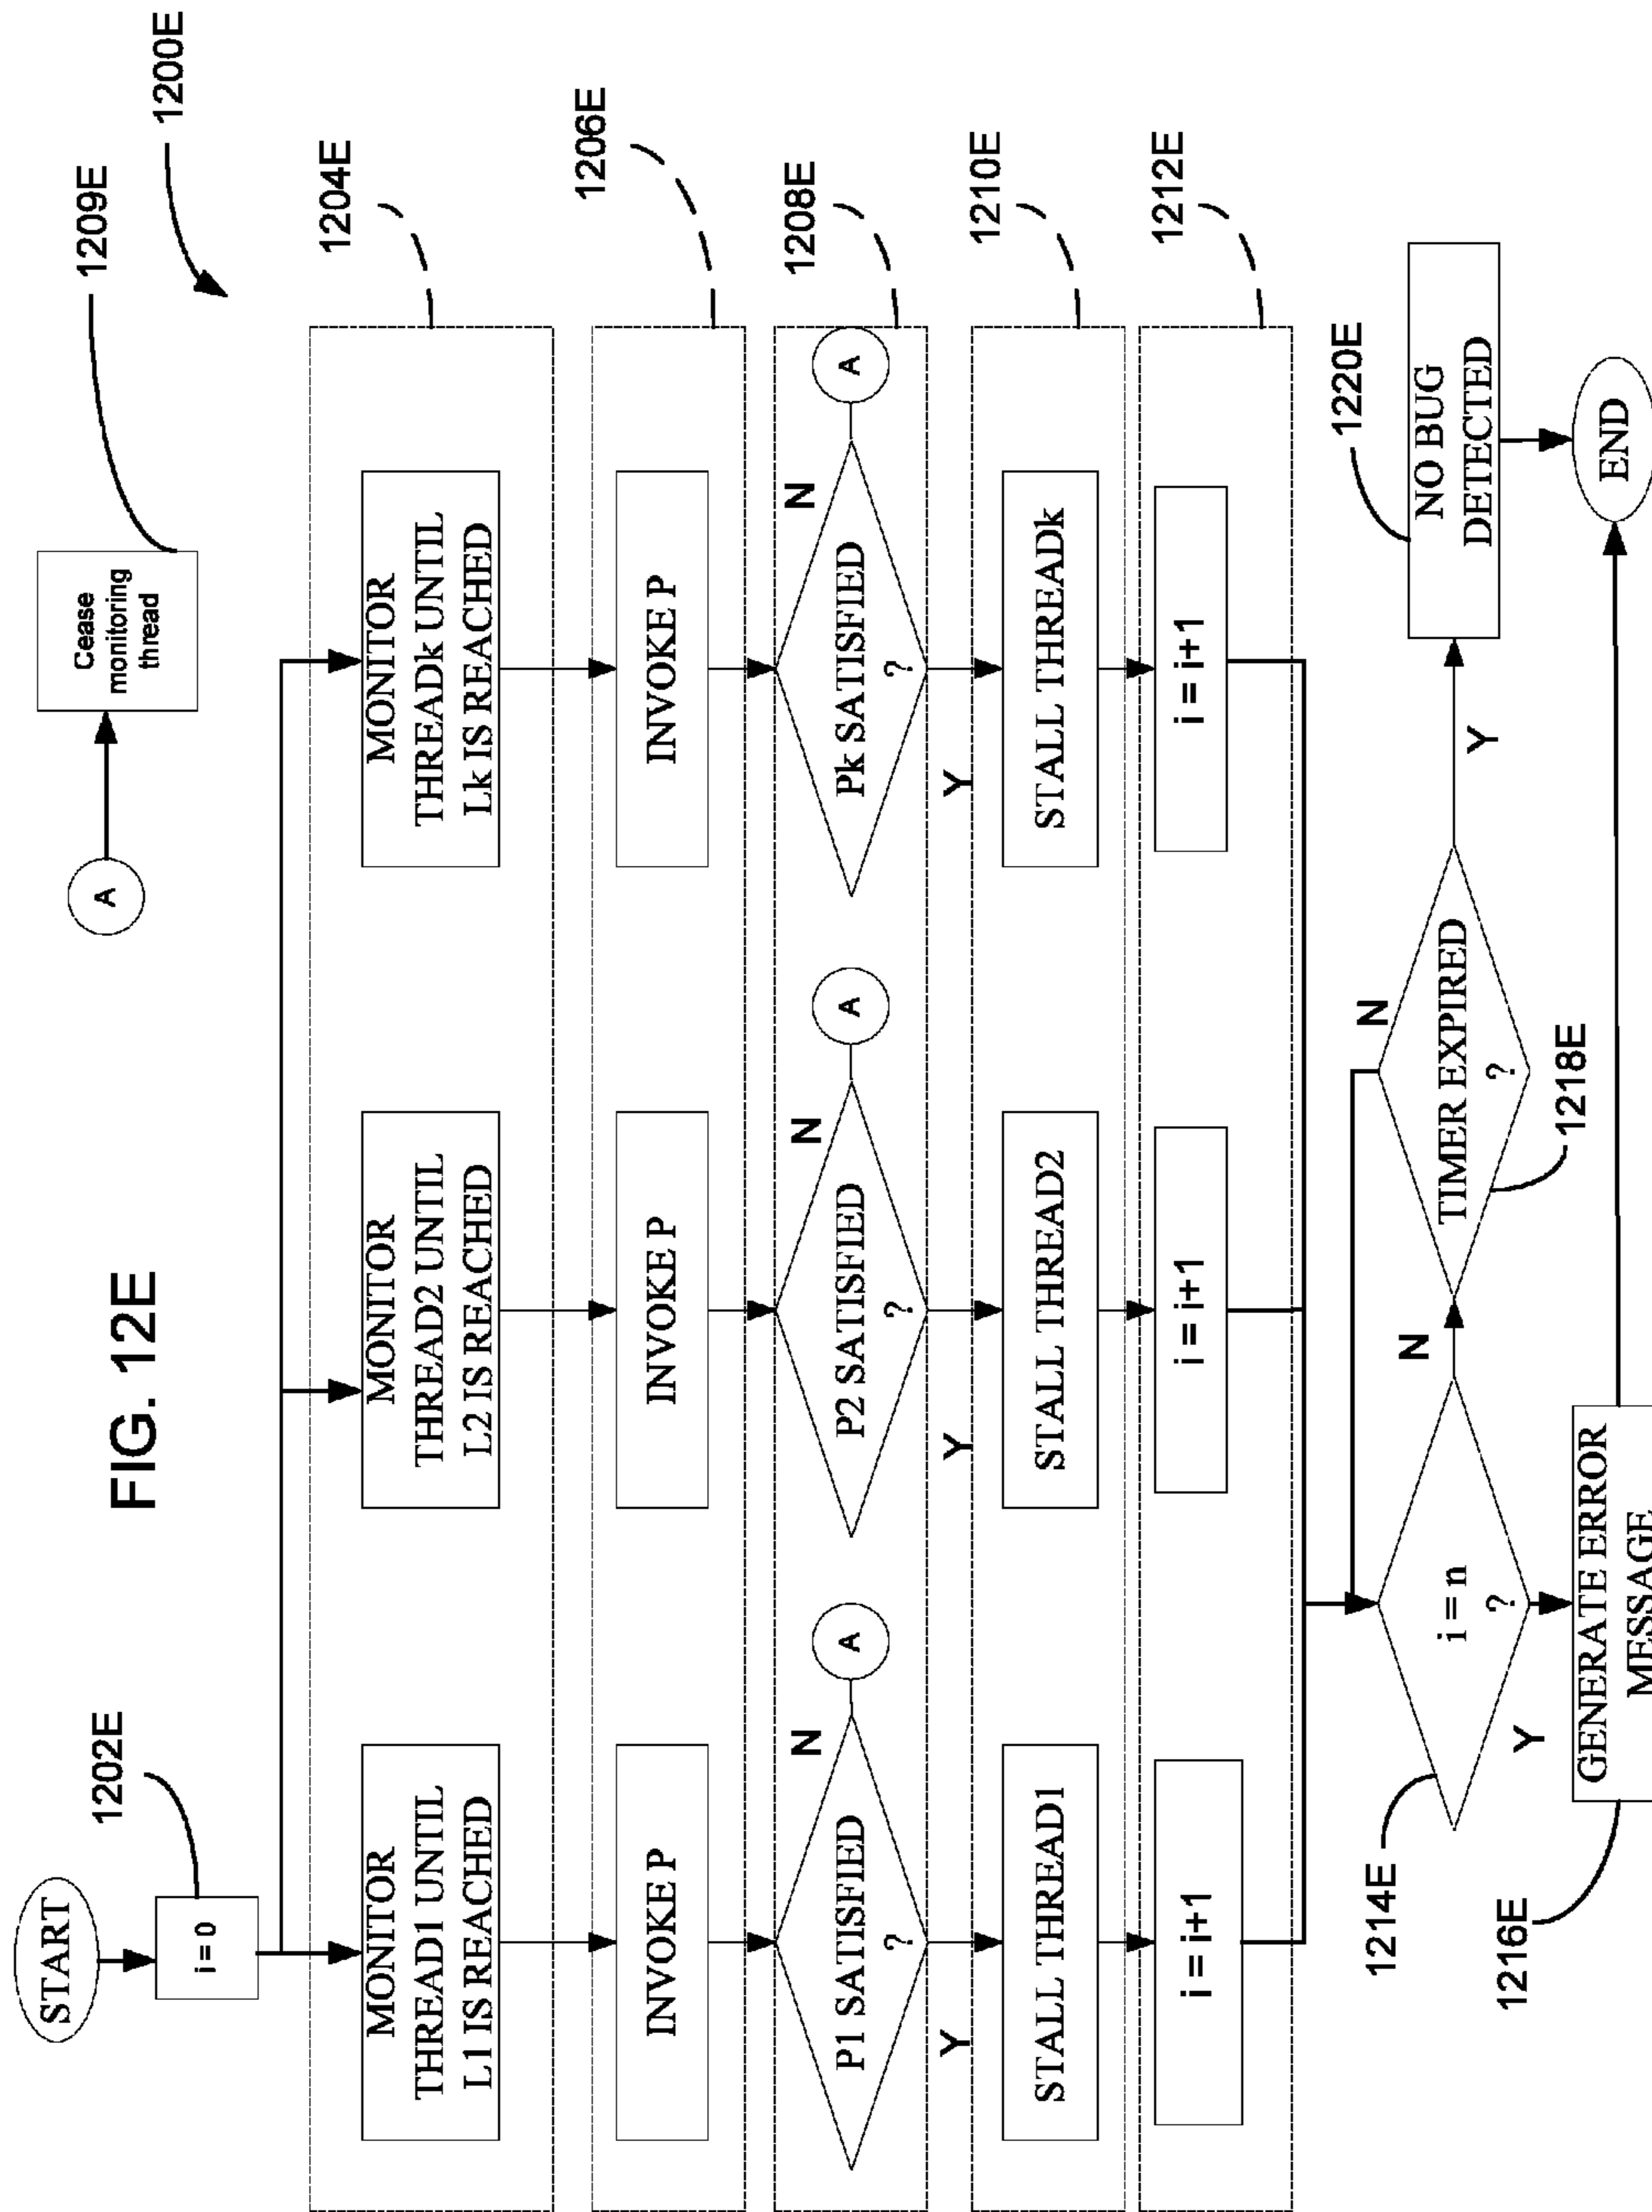 FIG. 12E
START
i = 0
1202E
A
Cease
monitoring
thread
1209E
1200E
MONITOR
THREAD1 UNTIL
L1 IS REACHED
MONITOR
THREAD2 UNTIL
L2 IS REACHED
MONITOR
THREADk UNTIL
Lk IS REACHED
1204E
INVOKE P
INVOKE P
INVOKE P
1206E
P1 SATISFIED
?
N
A
P2 SATISFIED
?
N
A
Pk SATISFIED
?
N
A
1208E
Y
Y
Y
STALL THREAD1
STALL THREAD2
STALL THREADk
1210E
i = i+1
i = i+1
i = i+1
1212E
1214E
i = n
?
N
TIMER EXPIRED
?
N
1218E
Y
NO BUG
DETECTED
1220E
Y
1216E
GENERATE ERROR
MESSAGE
END